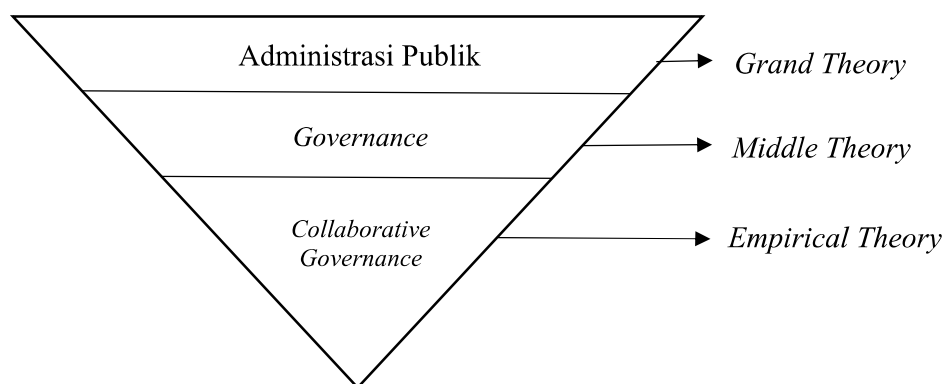 Administrasi Publik
Grand Theory
Governance
Middle Theory
Collaborative
Governance
Empirical Theory